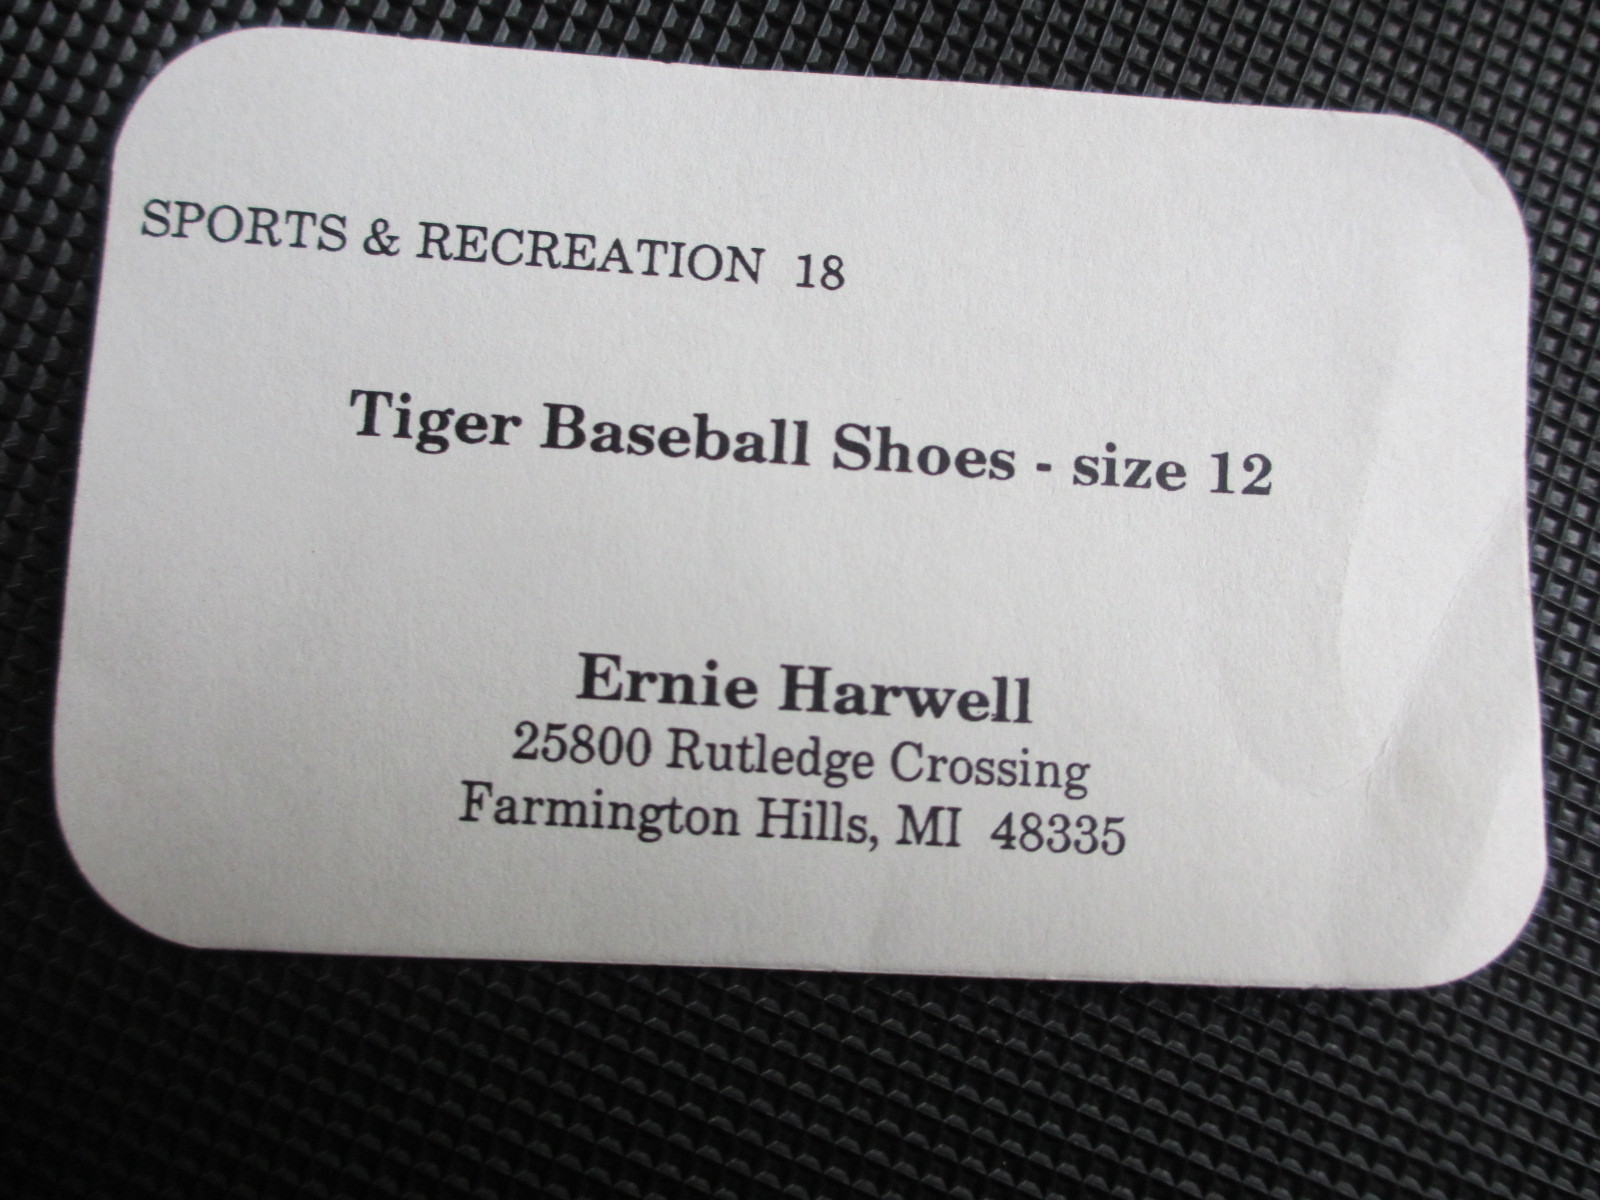 SPORTS & RECREATION 18
Tiger Baseball Shoes - size 12
Ernie Harwell
25800 Rutledge Crossing
Farmington Hills, MI 48335